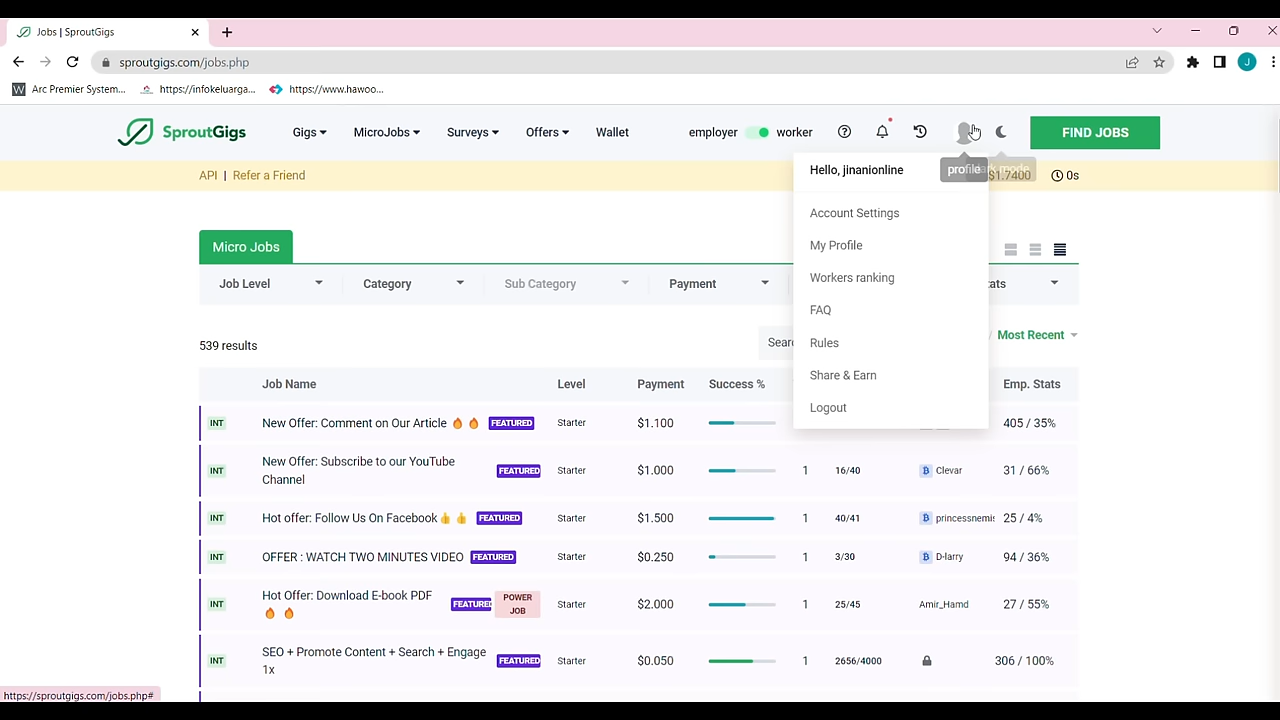 Jobs | SproutGigs
sproutgigs.com/jobs.php
J
Arc Premier System...
https://infokeluarga...
https://www.hawoo...
SproutGigs
Gigs
MicroJobs
Surveys
Offers
Wallet
employer
worker
FIND JOBS
API | Refer a Friend
profile
$1.7400
0s
Hello, jinanionline
Account Settings
My Profile
Workers ranking
FAQ
Rules
Share & Earn
Logout
Micro Jobs
Job Level
Category
Sub Category
Payment
539 results
/ Most Recent
Job Name Level Payment Success % Emp. Stats
INT New Offer: Comment on Our Article FEATURED Starter $1.100 405 / 35%
INT New Offer: Subscribe to our YouTube Channel FEATURED Starter $1.000 1 16/40 Clevar 31 / 66%
INT Hot offer: Follow Us On Facebook FEATURED Starter $1.500 1 40/41 princessnemis 25 / 4%
INT OFFER : WATCH TWO MINUTES VIDEO FEATURED Starter $0.250 1 3/30 D-larry 94 / 36%
INT Hot Offer: Download E-book PDF FEATURED POWER JOB Starter $2.000 1 25/45 Amir_Hamd 27 / 55%
INT SEO + Promote Content + Search + Engage 1x FEATURED Starter $0.050 1 2656/4000 306 / 100%
https://sproutgigs.com/jobs.php#